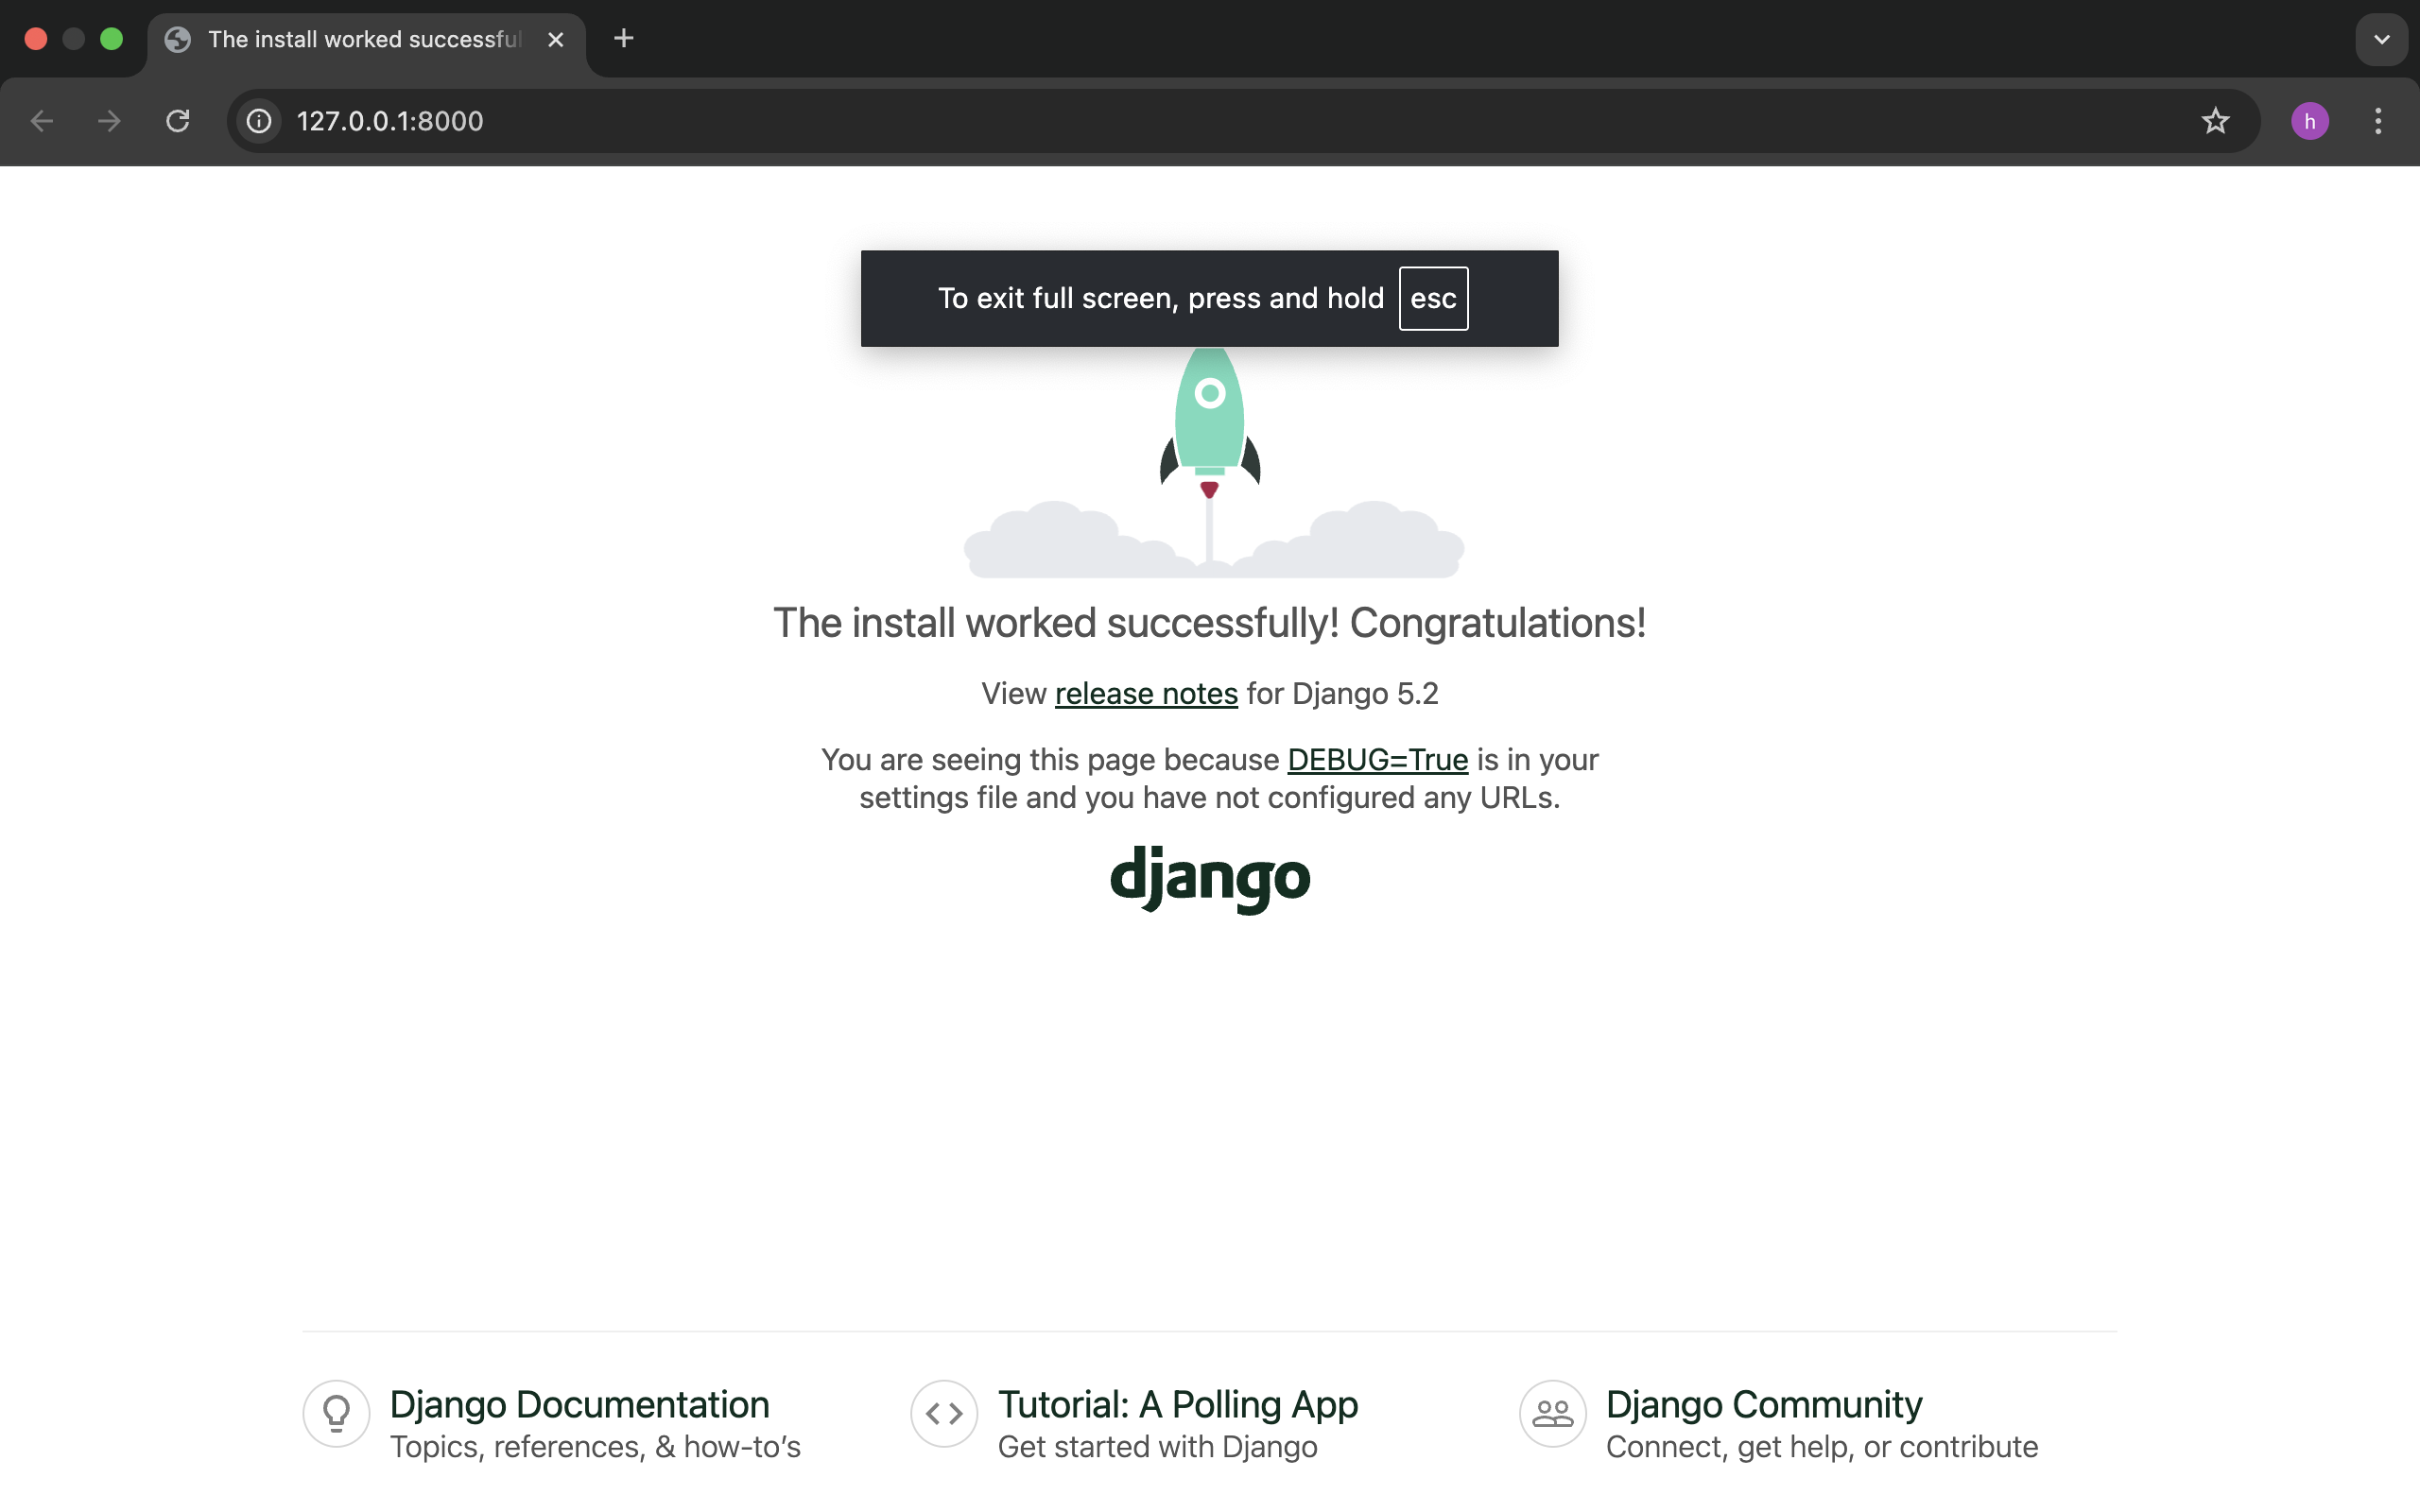 The install worked successful
127.0.0.1:8000
h
To exit full screen, press and hold esc
The install worked successfully! Congratulations!
View release notes for Django 5.2
You are seeing this page because DEBUG=True is in your
settings file and you have not configured any URLs.
django
Django Documentation
Topics, references, & how-to’s
Tutorial: A Polling App
Get started with Django
Django Community
Connect, get help, or contribute